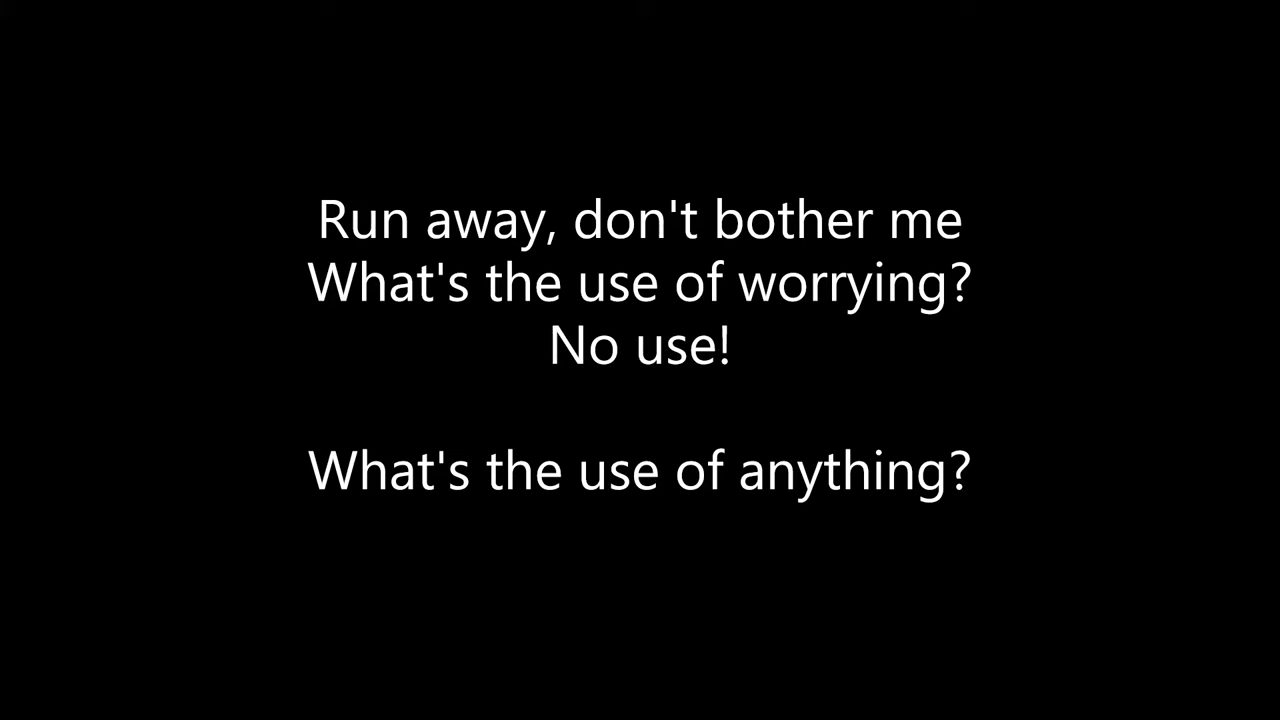 Run away, don't bother me
What's the use of worrying?
No use!
What's the use of anything?